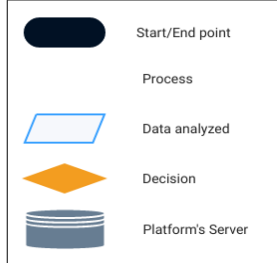 Start/End point
Process
Data analyzed
Decision
Platform's Server